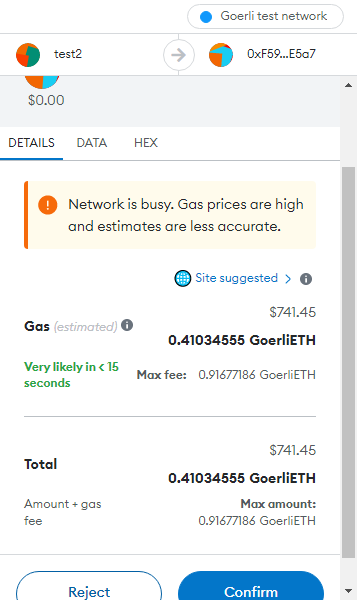 Goerli test network
test2
0xF59...E5a7
$0.00
DETAILS
DATA
HEX
Network is busy. Gas prices are high
and estimates are less accurate.
Site suggested
$741.45
Gas (estimated)
0.41034555 GoerliETH
Very likely in < 15
seconds
Max fee: 0.91677186 GoerliETH
$741.45
Total
0.41034555 GoerliETH
Amount + gas
fee
Max amount:
0.91677186 GoerliETH
Reject
Confirm